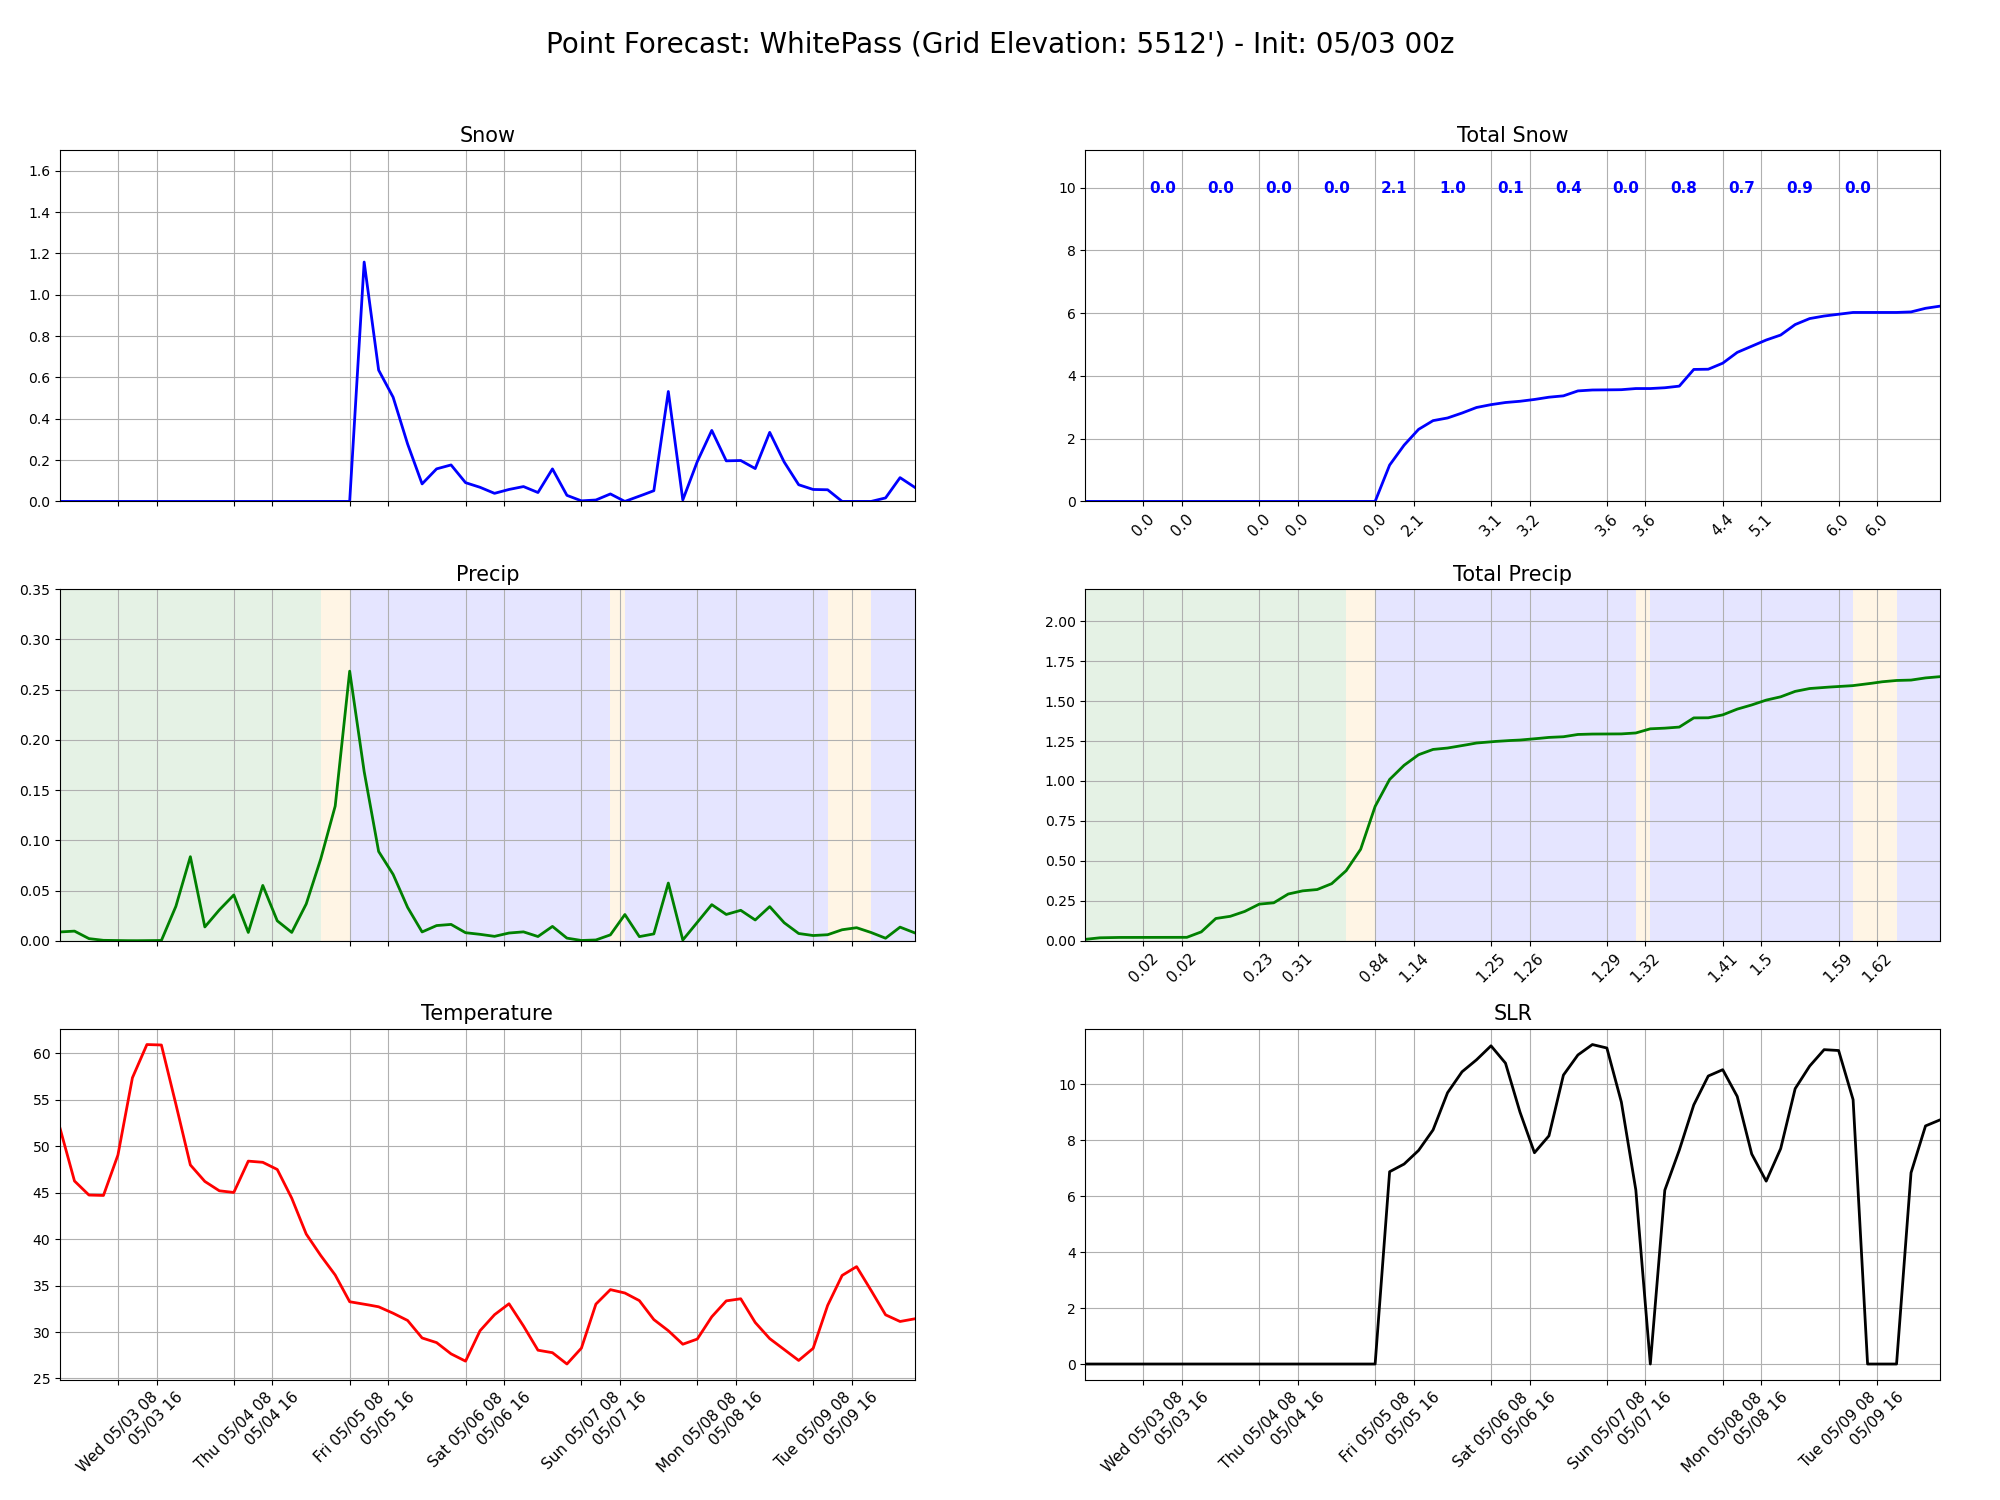 Point Forecast: WhitePass (Grid Elevation: 5512') - Init: 05/03 00z
Snow
1.6
1.4
1.2
1.0
0.8
0.6
0.4
0.2
0.0
Total Snow
0.0 0.0 0.0 0.0 2.1 1.0 0.1 0.4 0.0 0.8 0.7 0.9 0.0
10
8
6
4
2
0
0.0 0.0 0.0 0.0 0.0 2.1 3.1 3.2 3.6 3.6 4.4 5.1 6.0 6.0
Precip
0.35
0.30
0.25
0.20
0.15
0.10
0.05
0.00
Total Precip
2.00
1.75
1.50
1.25
1.00
0.75
0.50
0.25
0.00
0.02 0.02 0.23 0.31 0.84 1.14 1.25 1.26 1.29 1.32 1.41 1.5 1.59 1.62
Temperature
60
55
50
45
40
35
30
25
Wed 05/03 08
05/03 16
Thu 05/04 08
05/04 16
Fri 05/05 08
05/05 16
Sat 05/06 08
05/06 16
Sun 05/07 08
05/07 16
Mon 05/08 08
05/08 16
Tue 05/09 08
05/09 16
SLR
10
8
6
4
2
0
Wed 05/03 08
05/03 16
Thu 05/04 08
05/04 16
Fri 05/05 08
05/05 16
Sat 05/06 08
05/06 16
Sun 05/07 08
05/07 16
Mon 05/08 08
05/08 16
Tue 05/09 08
05/09 16